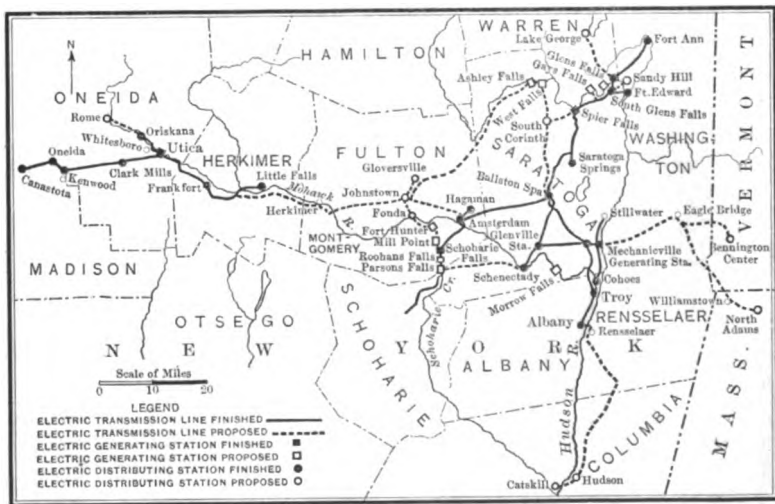 WARREN
Lake George
Fort Ann
N
HAMILTON
Glens Falls
Gays Falls
Sandy Hill
Ft. Edward
South Glens Falls
Ashley Falls
West Falls
ONEIDA
Rome
Oriskana
Whitesboro
Utica
South
Corinth
Spier Falls
WASHING
TON
VERMONT
Oneida
Kenwood
Canastota
Clark Mills
HERKIMER
Little Falls
Frankfort
Herkimer
Mohawk
R.
FULTON
Gloversville
Johnstown
SARATOGA
Saratoga
Springs
Ballston Spa
Hagaman
Fonda
Amsterdam
Stillwater
Eagle Bridge
MONT-
GOMERY
Fort Hunter
Mill Point
Schoharie
Falls
Glenville
Sta.
Mechanicville
Generating Sta.
Bennington
Center
MADISON
Roohans Falls
Parsons Falls
Schenectady
Morrow Falls
Cohoes
Troy
Williamstown
North
Adams
OTSEGO
SCHOHARIE
Schoharie Cr.
Albany
RENSSELAER
Rensselaer
NEW YORK
ALBANY
Hudson R.
COLUMBIA
MASS.
Catskill
Hudson
Scale of Miles
0 10 20
LEGEND
ELECTRIC TRANSMISSION LINE FINISHED
ELECTRIC TRANSMISSION LINE PROPOSED
ELECTRIC GENERATING STATION FINISHED
ELECTRIC GENERATING STATION PROPOSED
ELECTRIC DISTRIBUTING STATION FINISHED
ELECTRIC DISTRIBUTING STATION PROPOSED